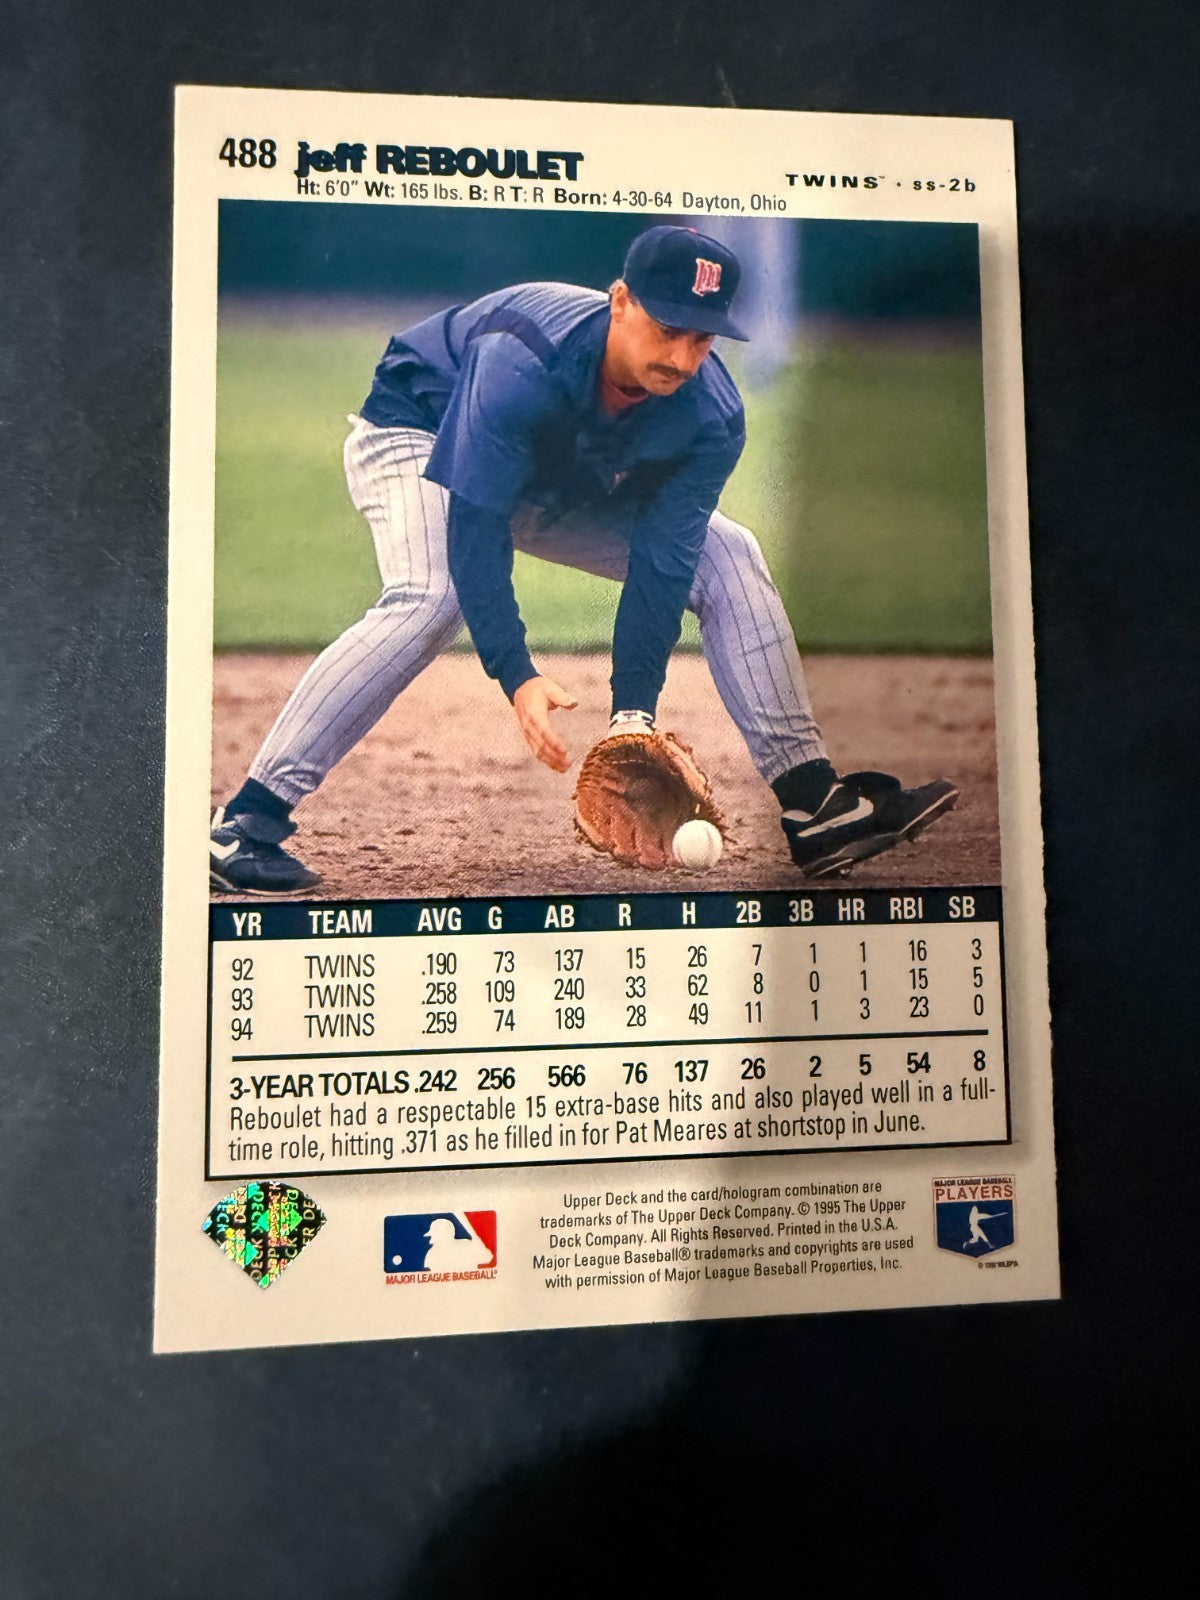 488 jeff REBOULET
TWINS™ · ss-2b
Ht: 6'0" Wt: 165 lbs. B: R T: R Born: 4-30-64 Dayton, Ohio
YR TEAM AVG G AB R H 2B 3B HR RBI SB
92 TWINS .190 73 137 15 26 7 1 1 16 3
93 TWINS .258 109 240 33 62 8 0 1 15 5
94 TWINS .259 74 189 28 49 11 1 3 23 0
3-YEAR TOTALS .242 256 566 76 137 26 2 5 54 8
Reboulet had a respectable 15 extra-base hits and also played well in a full-
time role, hitting .371 as he filled in for Pat Meares at shortstop in June.
Upper Deck and the card/hologram combination are
trademarks of The Upper Deck Company. © 1995 The Upper
Deck Company. All Rights Reserved. Printed in the U.S.A.
Major League Baseball® trademarks and copyrights are used
with permission of Major League Baseball Properties, Inc.
MAJOR LEAGUE BASEBALL
MAJOR LEAGUE BASEBALL
PLAYERS